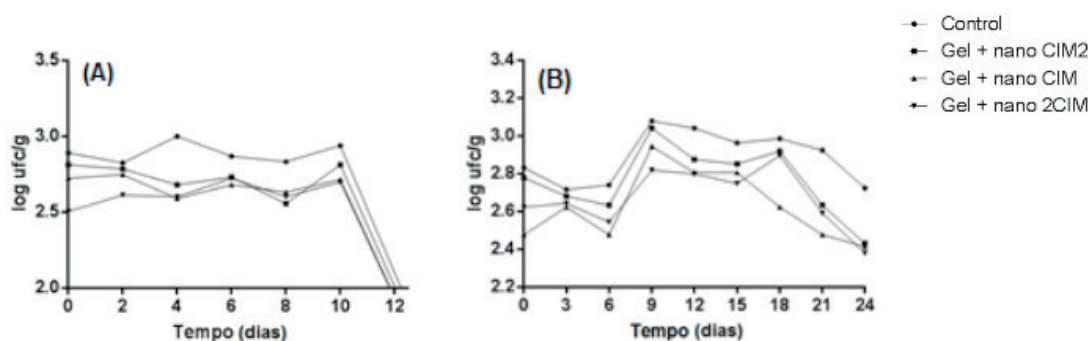 Control
Gel + nano CIM2
Gel + nano CIM
Gel + nano 2CIM
(A)
log ufc/g
3.5
3.0
2.5
2.0
0 2 4 6 8 10 12
Tempo (dias)
(B)
log ufc/g
3.4
3.2
3.0
2.8
2.6
2.4
2.2
0 3 6 9 12 15 18 21 24
Tempo (dias)